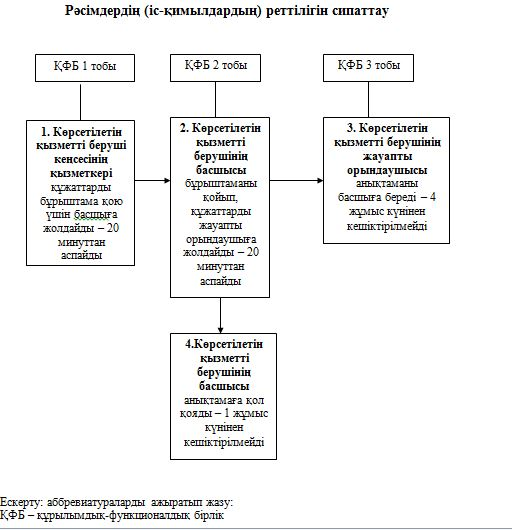 Рәсімдердің (іс-қимылдардың) реттілігін сипаттау
ҚФБ 1 тобы
ҚФБ 2 тобы
ҚФБ 3 тобы
1. Көрсетілетін
қызметті беруші
кеңсесінің
қызметкері
құжаттарды
бұрыштама қою
үшін басшыға
жолдайды – 20
минуттан
аспайды
2. Көрсетілетін
қызметті
берушінің
басшысы
бұрыштаманы
қойып,
құжаттарды
жауапты
орындаушыға
жолдайды – 20
минуттан
аспайды
3. Көрсетілетін
қызметті берушінің
жауапты
орындаушысы
анықтаманы
басшыға береді – 4
жұмыс күнінен
кешіктірілмейді
4.Көрсетілетін
қызметті
берушінің
басшысы
анықтамаға қол
қояды – 1 жұмыс
күнінен
кешіктірілмейді
Ескерту: аббревиатураларды ажыратып жазу:
ҚФБ – құрылымдық-функционалдық бірлік